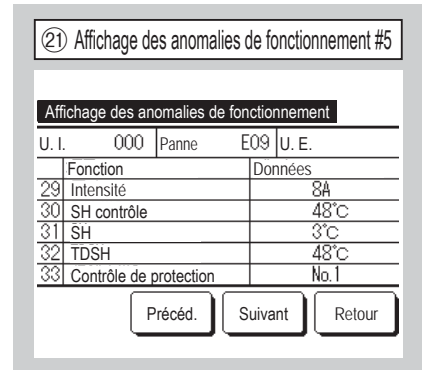 21 Affichage des anomalies de fonctionnement #5
Affichage des anomalies de fonctionnement
U. I. 000 Panne E09 U. E.
Fonction Données
29 Intensité 8A
30 SH contrôle 48°C
31 SH 3°C
32 TDSH 48°C
33 Contrôle de protection No.1
Précéd. Suivant Retour